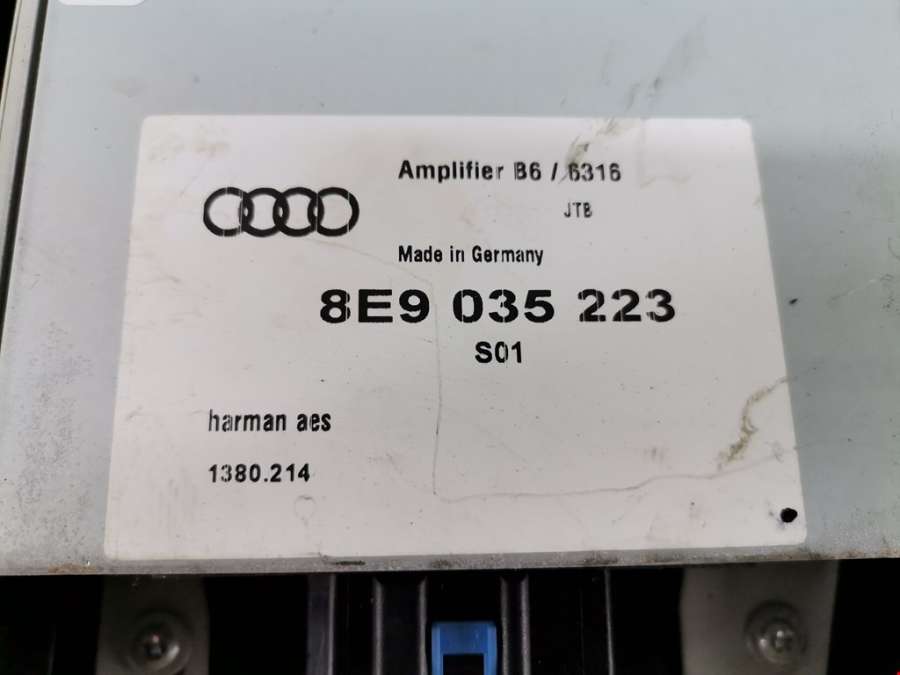 Amplifier B6 / 6316
JTB
Made in Germany
8E9 035 223
S01
harman aes
1380.214